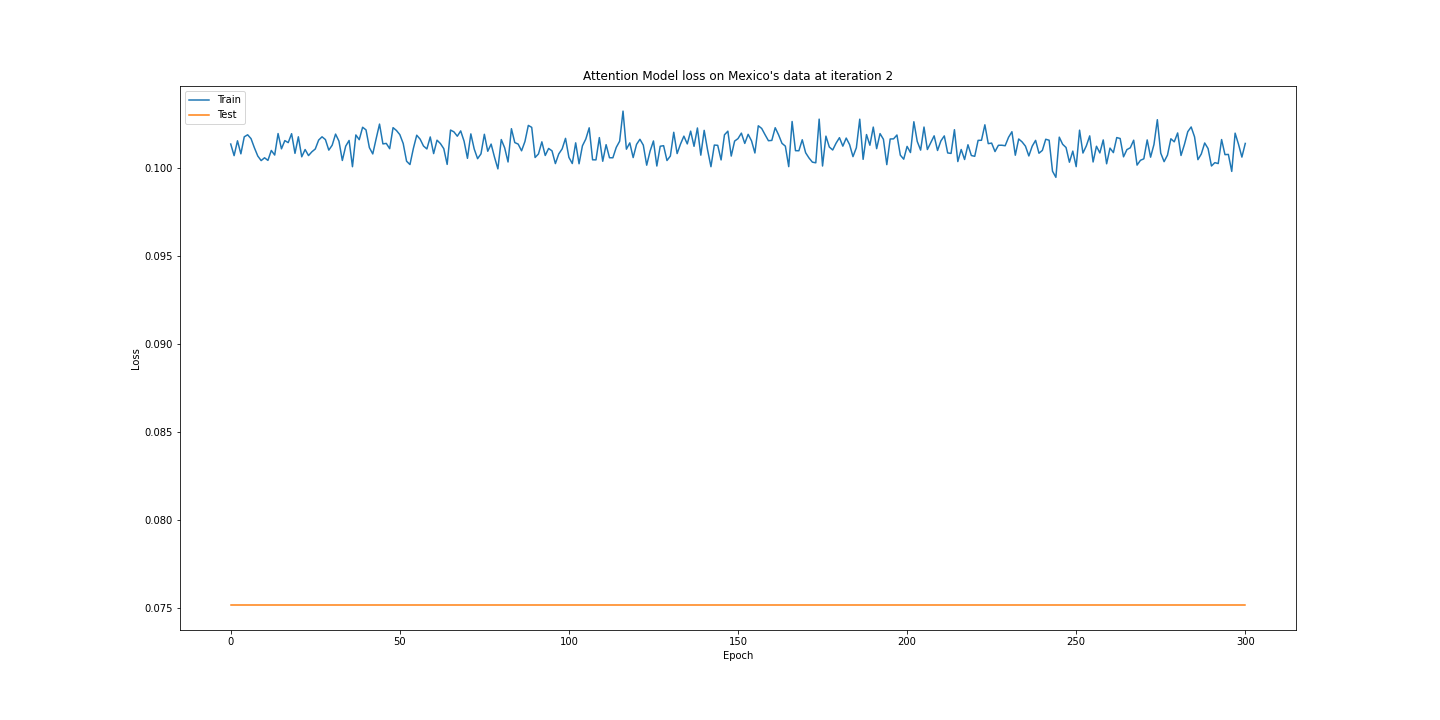 Attention Model loss on Mexico's data at iteration 2
Train
Test
0.100
0.095
0.090
0.085
0.080
0.075
Loss
0 50 100 150 200 250 300
Epoch